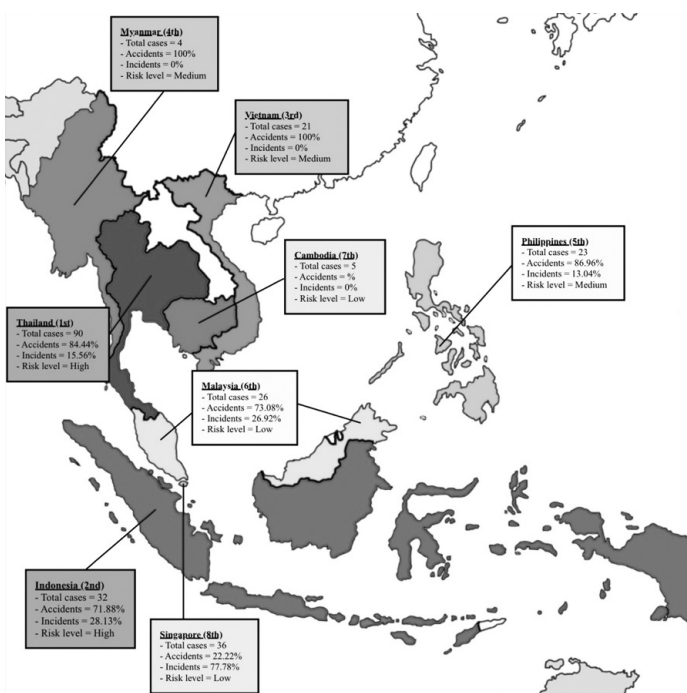 Myanmar (4th)
- Total cases = 4
- Accidents = 100%
- Incidents = 0%
- Risk level = Medium
Vietnam (3rd)
- Total cases = 21
- Accidents = 100%
- Incidents = 0%
- Risk level = Medium
Cambodia (7th)
- Total cases = 5
- Accidents = %
- Incidents = 0%
- Risk level = Low
Philippines (5th)
- Total cases = 23
- Accidents = 86.96%
- Incidents = 13.04%
- Risk level = Medium
Thailand (1st)
- Total cases = 90
- Accidents = 84.44%
- Incidents = 15.56%
- Risk level = High
Malaysia (6th)
- Total cases = 26
- Accidents = 73.08%
- Incidents = 26.92%
- Risk level = Low
Indonesia (2nd)
- Total cases = 32
- Accidents = 71.88%
- Incidents = 28.13%
- Risk level = High
Singapore (8th)
- Total cases = 36
- Accidents = 22.22%
- Incidents = 77.78%
- Risk level = Low